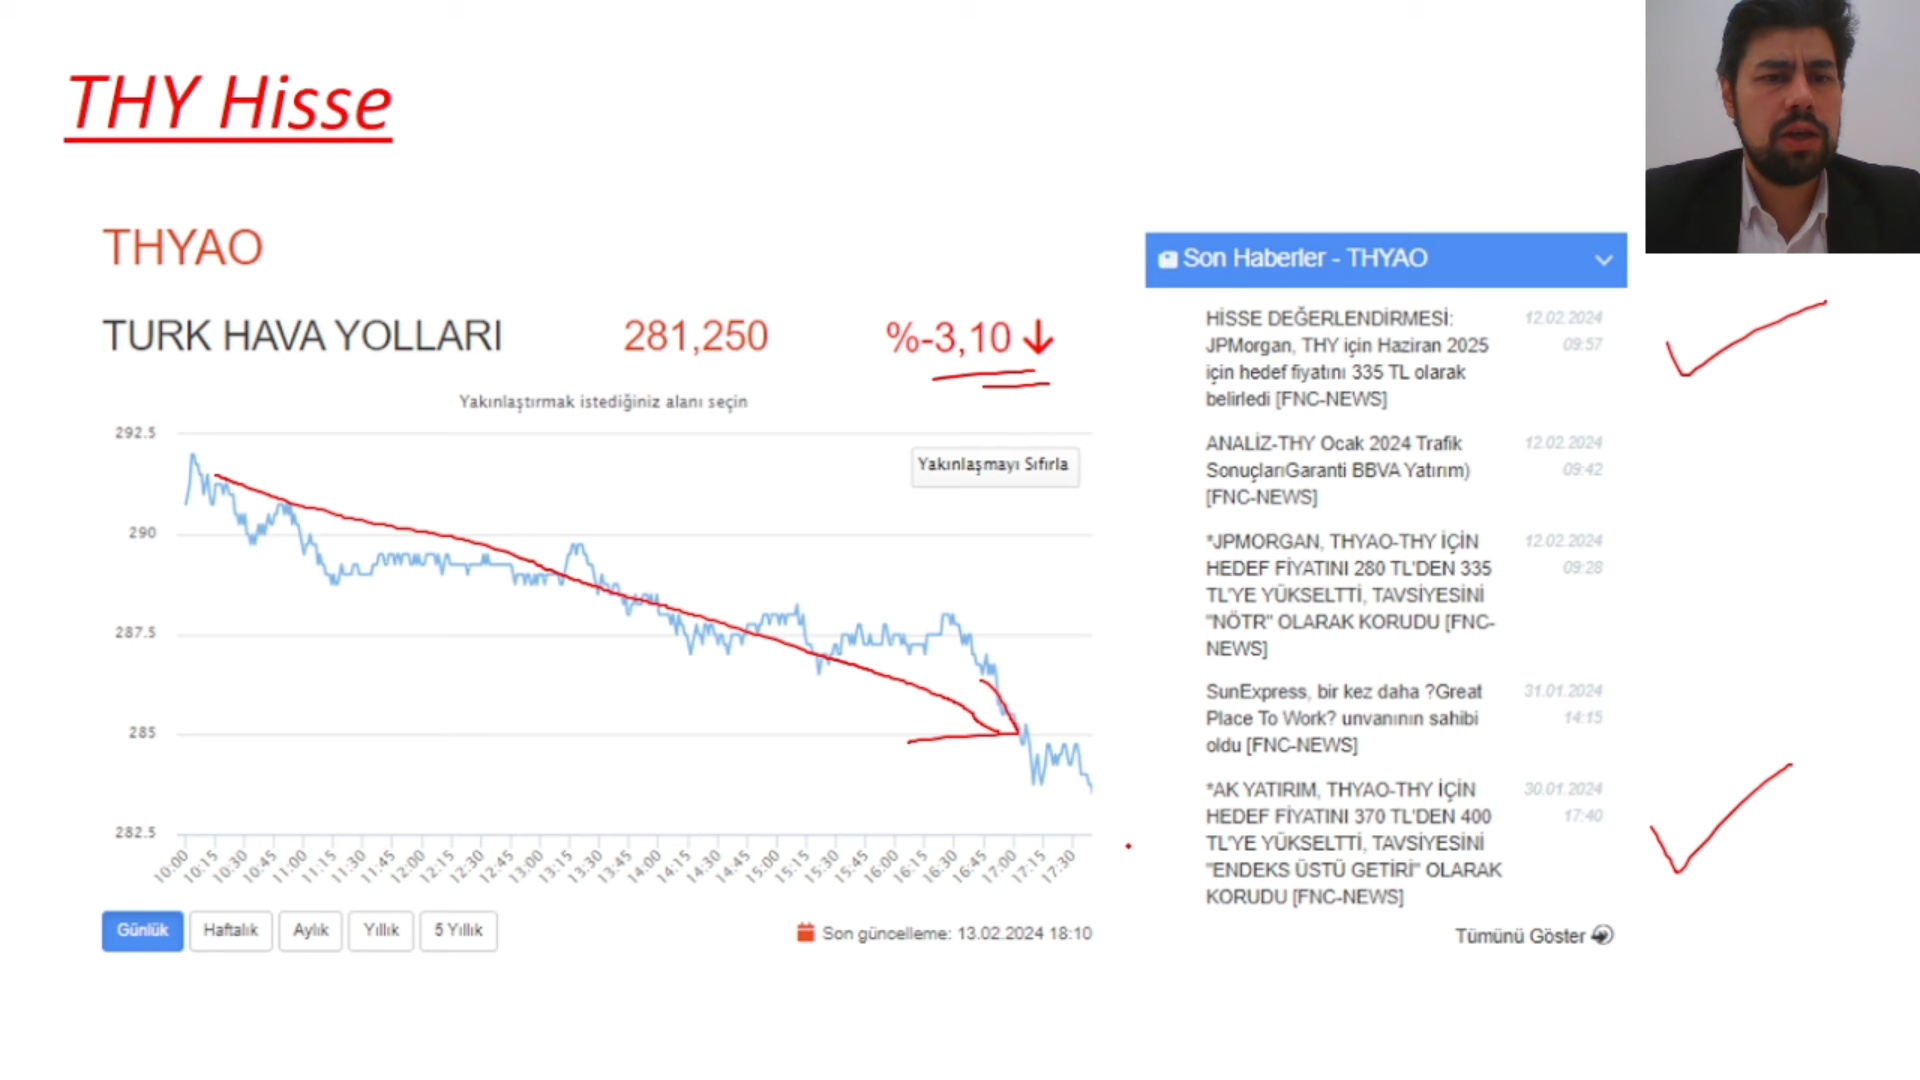 THY Hisse
THYAO
TURK HAVA YOLLARI 281,250 %-3,10
Yakınlaştırmak istediğiniz alanı seçin
Yakınlaşmayı Sıfırla
292.5
290
287.5
285
282.5
10:00 10:15 10:30 10:45 11:00 11:15 11:30 11:45 12:00 12:15 12:30 12:45 13:00 13:15 13:30 13:45 14:00 14:15 14:30 14:45 15:00 15:15 15:30 15:45 16:00 16:15 16:30 16:45 17:00 17:15 17:30
Günlük Haftalık Aylık Yıllık 5 Yıllık
Son güncelleme: 13.02.2024 18:10
Son Haberler - THYAO
HİSSE DEĞERLENDİRMESİ: 12.02.2024
JPMorgan, THY için Haziran 2025 09:57
için hedef fiyatını 335 TL olarak
belirledi [FNC-NEWS]
ANALİZ-THY Ocak 2024 Trafik 12.02.2024
SonuçlarıGaranti BBVA Yatırım) 09:42
[FNC-NEWS]
*JPMORGAN, THYAO-THY İÇİN 12.02.2024
HEDEF FİYATINI 280 TL'DEN 335 09:28
TL'YE YÜKSELTTİ, TAVSİYESİNİ
"NÖTR" OLARAK KORUDU [FNC-
NEWS]
SunExpress, bir kez daha ?Great 31.01.2024
Place To Work? unvanının sahibi 14:15
oldu [FNC-NEWS]
*AK YATIRIM, THYAO-THY İÇİN 30.01.2024
HEDEF FİYATINI 370 TL'DEN 400 17:40
TL'YE YÜKSELTTİ, TAVSİYESİNİ
"ENDEKS ÜSTÜ GETİRİ" OLARAK
KORUDU [FNC-NEWS]
Tümünü Göster